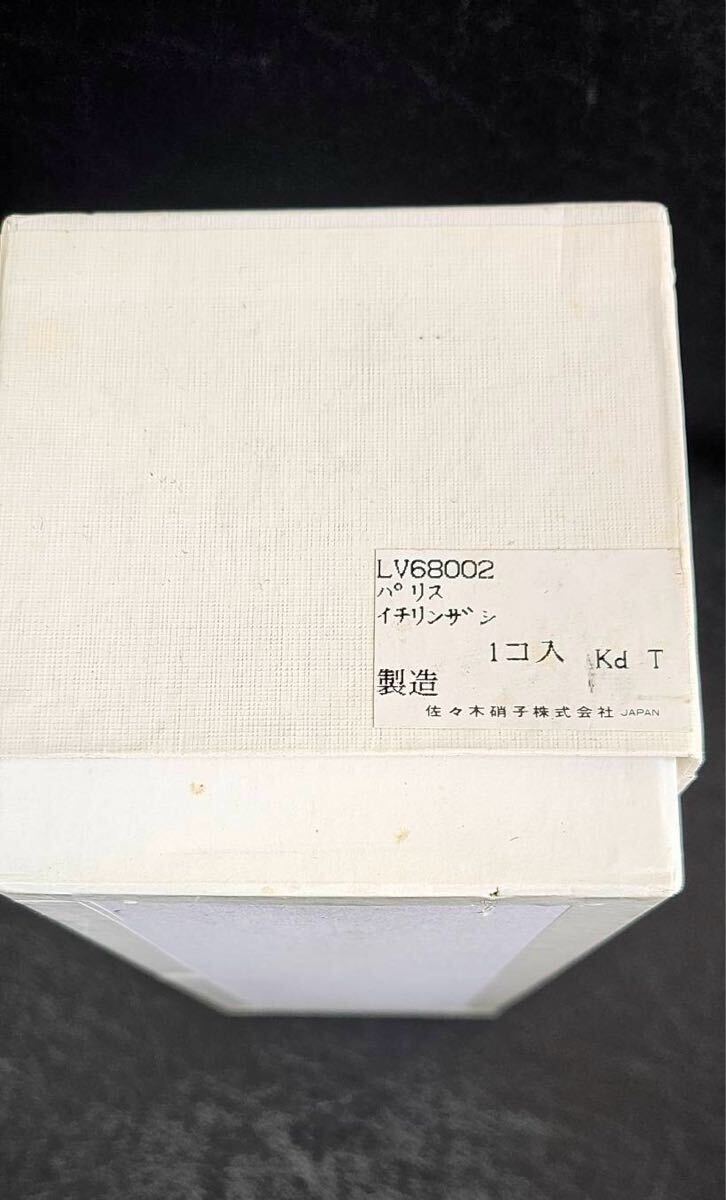 LV68002
パリス
イチリンザシ
1コ入 Kd T
製造
佐々木硝子株式会社 JAPAN